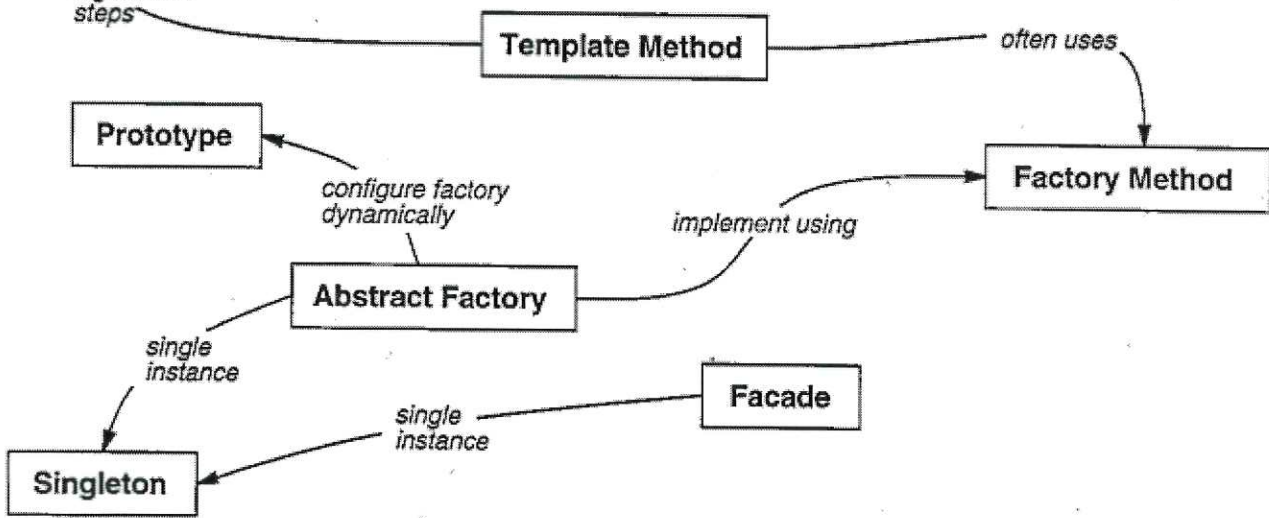 steps
Template Method
often uses
Prototype
Factory Method
configure factory
dynamically
implement using
Abstract Factory
single
instance
Facade
single
instance
Singleton